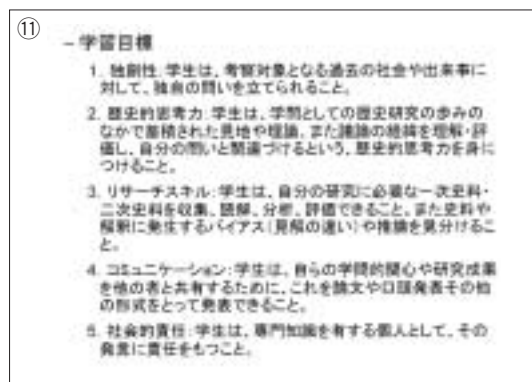 ⑪
– 学習目標
1. 独創性:学生は、考察対象となる過去の社会や出来事に
対して、独自の問いを立てられること。
2. 歴史的思考力:学生は、学問としての歴史研究の歩みの
なかで蓄積された見地や理論、また議論の経緯を理解・評
価し、自分の問いと関連づけるという、歴史的思考力を身に
つけること。
3. リサーチスキル:学生は、自分の研究に必要な一次史料・
二次史料を収集、読解、分析、評価できること。また史料や
解釈に発生するバイアス(見解の違い)や推論を見分けるこ
と。
4. コミュニケーション:学生は、自らの学問的関心や研究成果
を他の者と共有するために、これを論文や口頭発表その他
の形式をとって発表できること。
5. 社会的責任:学生は、専門知識を有する個人として、その
発言に責任をもつこと。